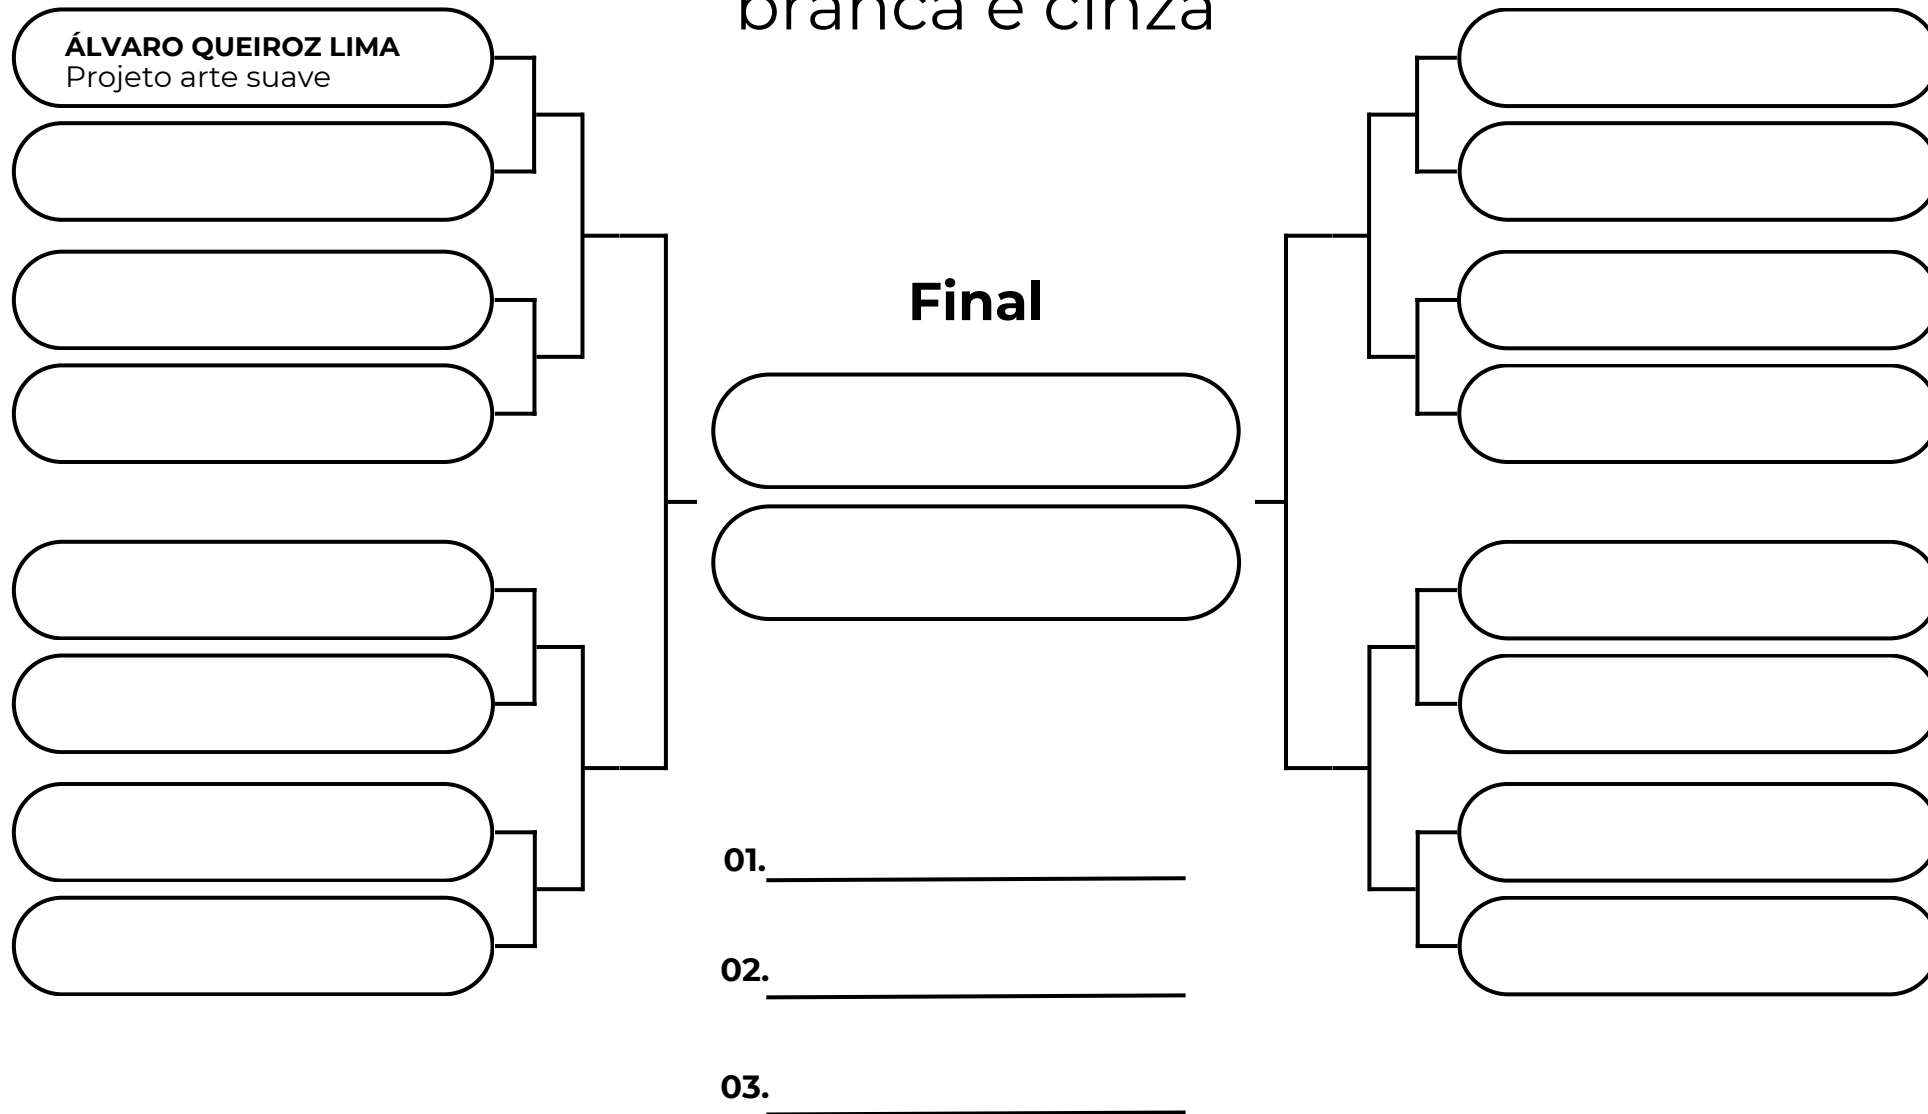 branca e cinza
ÁLVARO QUEIROZ LIMA
Projeto arte suave
Final
01.
02.
03.